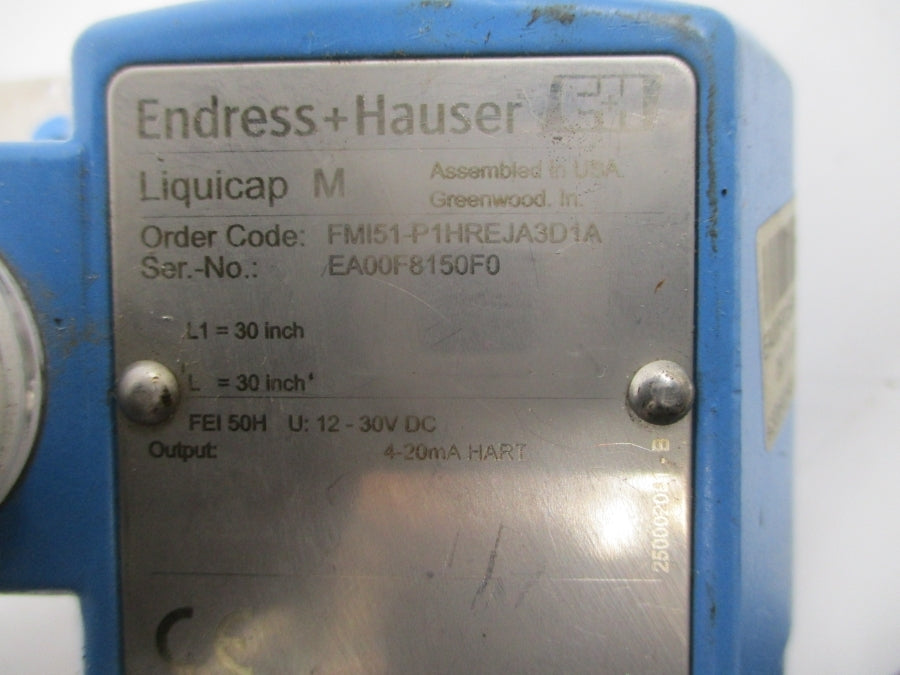 Endress+Hauser
Liquicap M
Assembled in USA.
Greenwood. In.
Order Code: FMI51-P1HREJA3D1A
Ser.-No.: EA00F8150F0
L1 = 30 inch
L = 30 inch
FEI 50H U: 12 - 30V DC
Output: 4-20mA HART
CE